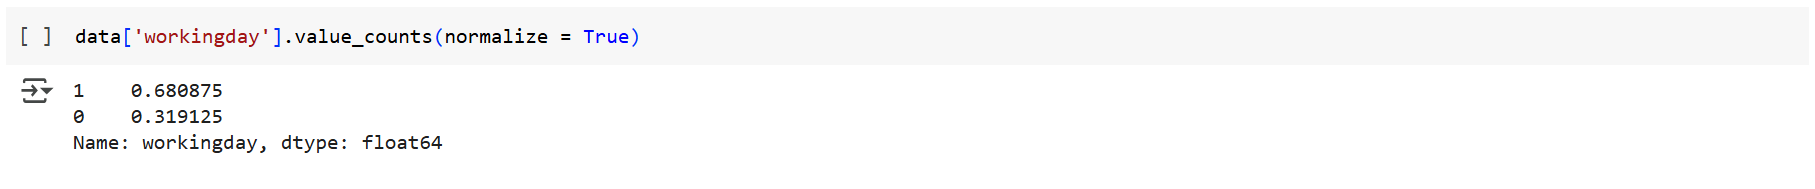 [ ] data['workingday'].value_counts(normalize = True)
1 0.680875
0 0.319125
Name: workingday, dtype: float64